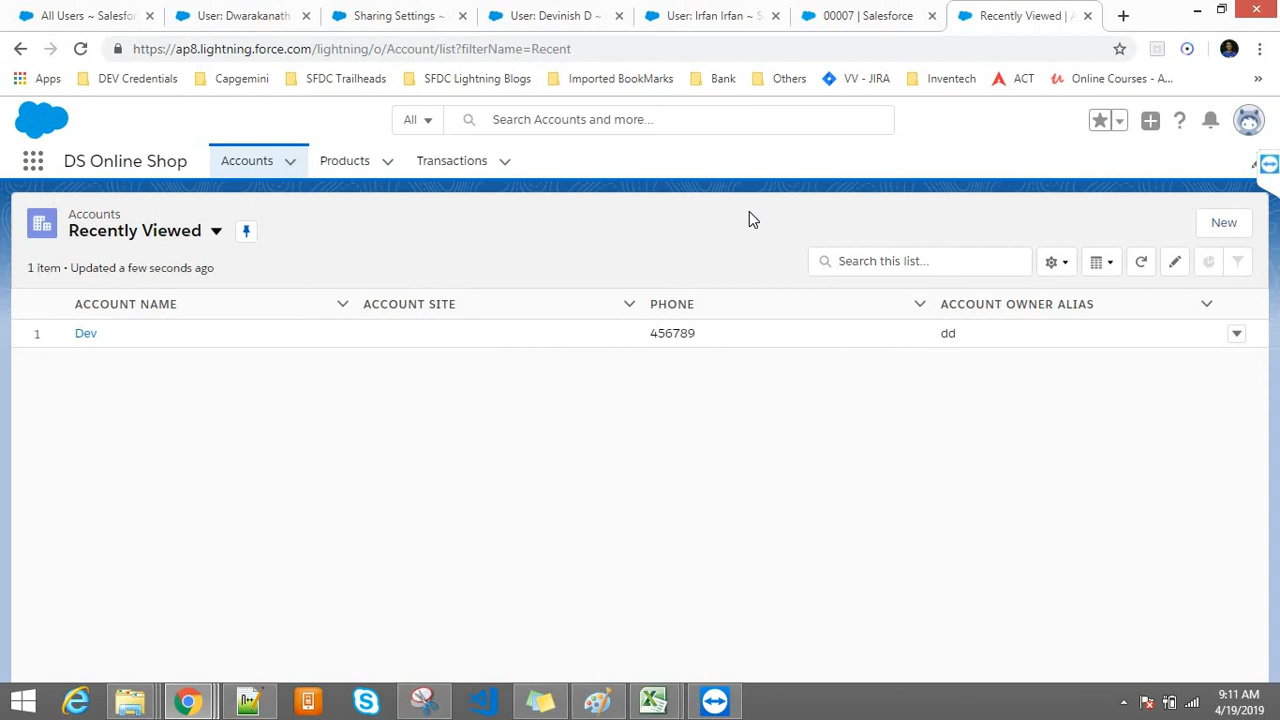 All Users ~ Salesfo
User: Dwarakanath
Sharing Settings ~
User: Devinish D ~
User: Irfan Irfan ~ S
00007 | Salesforce
Recently Viewed | A
https://ap8.lightning.force.com/lightning/o/Account/list?filterName=Recent
Apps
DEV Credentials
Capgemini
SFDC Trailheads
SFDC Lightning Blogs
Imported BookMarks
Bank
Others
VV - JIRA
Inventech
ACT
Online Courses - A...
All
Search Accounts and more...
DS Online Shop
Accounts
Products
Transactions
Accounts
Recently Viewed
New
1 item • Updated a few seconds ago
Search this list...
ACCOUNT NAME
ACCOUNT SITE
PHONE
ACCOUNT OWNER ALIAS
1
Dev
456789
dd
9:11 AM
4/19/2019